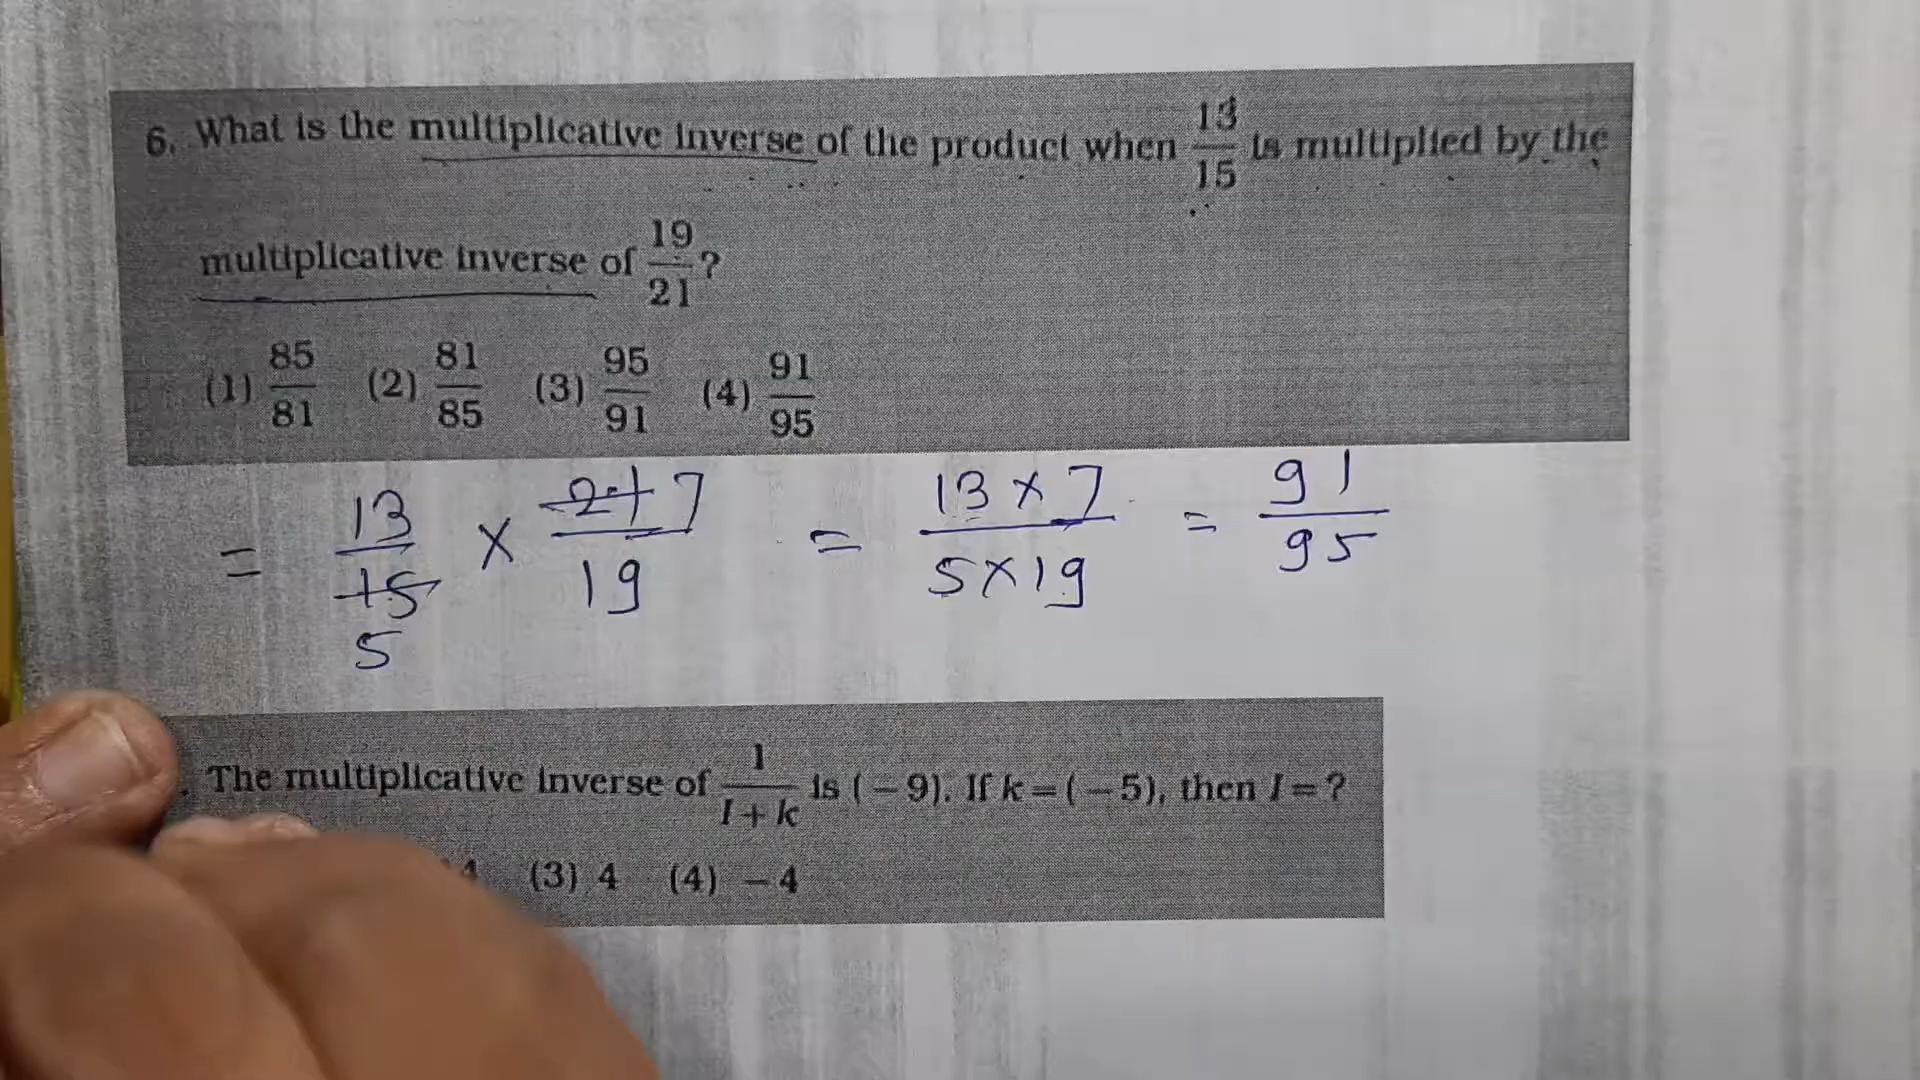 6. What is the multiplicative inverse of the product when 13/15 is multiplied by the
multiplicative inverse of 19/21?
(1) 85/81 (2) 81/85 (3) 95/91 (4) 91/95
= 13/15 5 × 21 7/19 = 13 × 7/5 × 19 = 91/95
The multiplicative inverse of 1/(l + k) is (– 9). If k = (– 5), then l = ?
4 (3) 4 (4) – 4